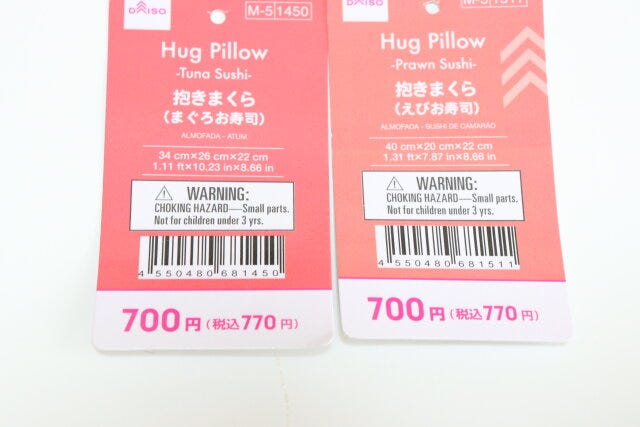 DAISO
M-5 1450
Hug Pillow
-Tuna Sushi-
抱きまくら
(まぐろお寿司)
ALMOFADA - ATUM
34 cm×26 cm×22 cm
1.11 ft×10.23 in×8.66 in
WARNING:
CHOKING HAZARD—Small parts.
Not for children under 3 yrs.
4 550480 681450
700円(税込770円)
DAISO
M-5 1511
Hug Pillow
-Prawn Sushi-
抱きまくら
(えびお寿司)
ALMOFADA - SUSHI DE CAMARÃO
40 cm×20 cm×22 cm
1.31 ft×7.87 in×8.66 in
WARNING:
CHOKING HAZARD—Small parts.
Not for children under 3 yrs.
4 550480 681511
700円(税込770円)